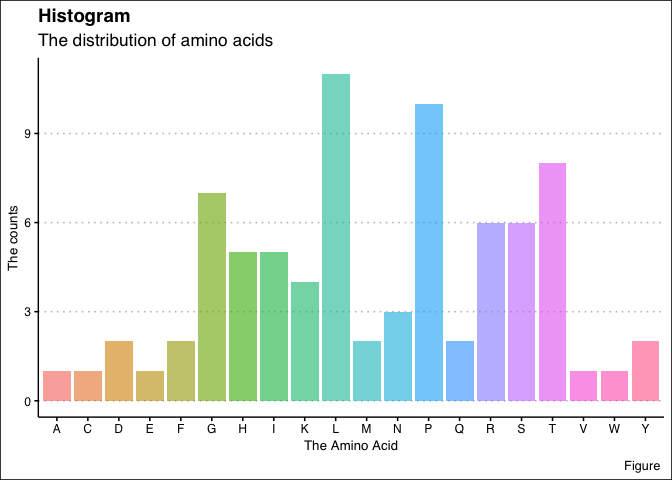 Histogram
The distribution of amino acids
The counts
9
6
3
0
A C D E F G H I K L M N P Q R S T V W Y
The Amino Acid
Figure